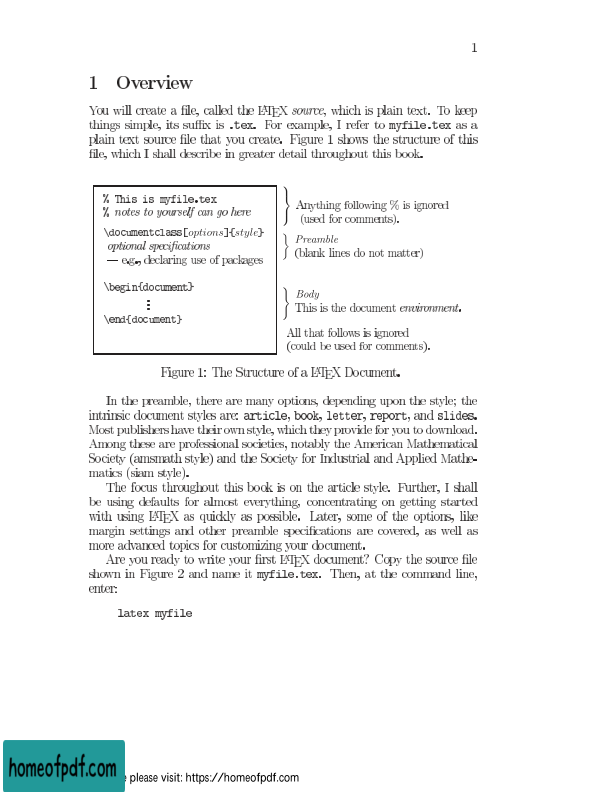 1
1 Overview
You will create a file, called the LATEX source, which is plain text. To keep
things simple, its suffix is .tex. For example, I refer to myfile.tex as a
plain text source file that you create. Figure 1 shows the structure of this
file, which I shall describe in greater detail throughout this book.
% This is myfile.tex
% notes to yourself can go here
\documentclass[options]{style}
optional specifications
— e.g., declaring use of packages
\begin{document}
⋮
\end{document}
Anything following % is ignored
(used for comments).
Preamble
(blank lines do not matter)
Body
This is the document environment.
All that follows is ignored
(could be used for comments).
Figure 1: The Structure of a LATEX Document.
In the preamble, there are many options, depending upon the style; the
intrinsic document styles are: article, book, letter, report, and slides.
Most publishers have their own style, which they provide for you to download.
Among these are professional societies, notably the American Mathematical
Society (amsmath style) and the Society for Industrial and Applied Mathe-
matics (siam style).
The focus throughout this book is on the article style. Further, I shall
be using defaults for almost everything, concentrating on getting started
with using LATEX as quickly as possible. Later, some of the options, like
margin settings and other preamble specifications are covered, as well as
more advanced topics for customizing your document.
Are you ready to write your first LATEX document? Copy the source file
shown in Figure 2 and name it myfile.tex. Then, at the command line,
enter:
latex myfile
homeofpdf.com
please visit: https://homeofpdf.com